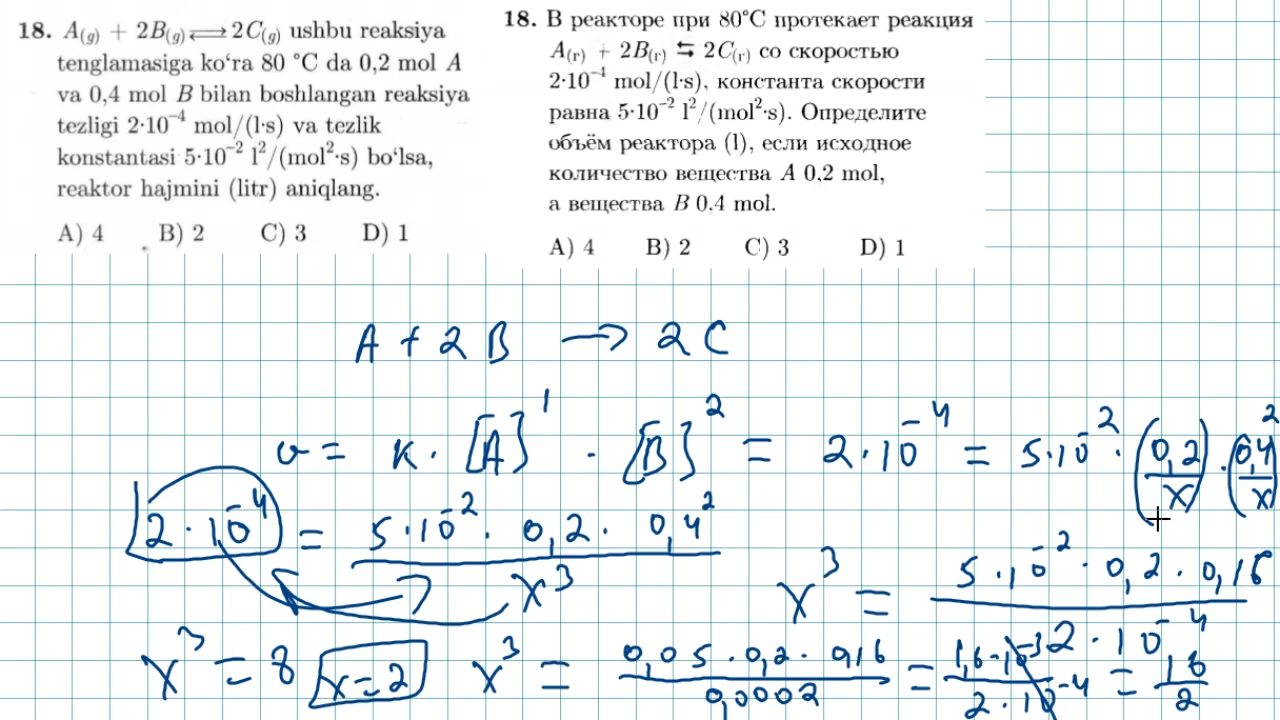 18. A(g) + 2B(g) ⇌ 2C(g) ushbu reaksiya
tenglamasiga ko‘ra 80 °C da 0,2 mol A
va 0,4 mol B bilan boshlangan reaksiya
tezligi 2·10⁻⁴ mol/(l·s) va tezlik
konstantasi 5·10⁻² l²/(mol²·s) bo‘lsa,
reaktor hajmini (litr) aniqlang.
A) 4 B) 2 C) 3 D) 1
18. В реакторе при 80°C протекает реакция
A(г) + 2B(г) ⇆ 2C(г) со скоростью
2·10⁻⁴ mol/(l·s), константа скорости
равна 5·10⁻² l²/(mol²·s). Определите
объём реактора (l), если исходное
количество вещества A 0,2 mol,
а вещества B 0.4 mol.
A) 4 B) 2 C) 3 D) 1
A + 2B → 2C
v = k · [A]¹ · [B]² = 2·10⁻⁴ = 5·10⁻² · (0,2/x) · (0,4/x)²
2·10⁻⁴ = 5·10⁻² · 0,2 · 0,4² / x³
x³ = 5·10⁻² · 0,2 · 0,16 / 2·10⁻⁴
x³ = 8 x=2 x³ = 0,05·0,2·0,16 / 0,0002 = 1,6·10⁻³ / 2·10⁻⁴ = 16/2